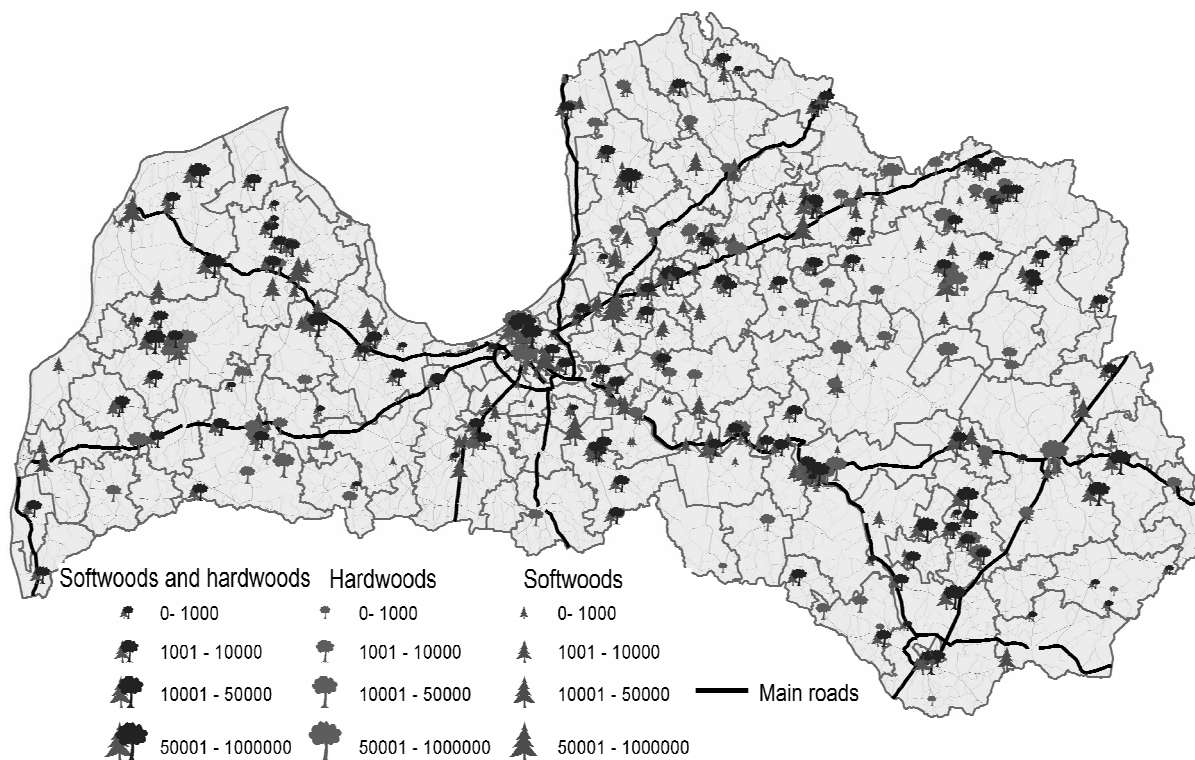 Softwoods and hardwoods Hardwoods Softwoods
0- 1000 0- 1000 0- 1000
1001 - 10000 1001 - 10000 1001 - 10000
10001 - 50000 10001 - 50000 10001 - 50000 Main roads
50001 - 1000000 50001 - 1000000 50001 - 1000000